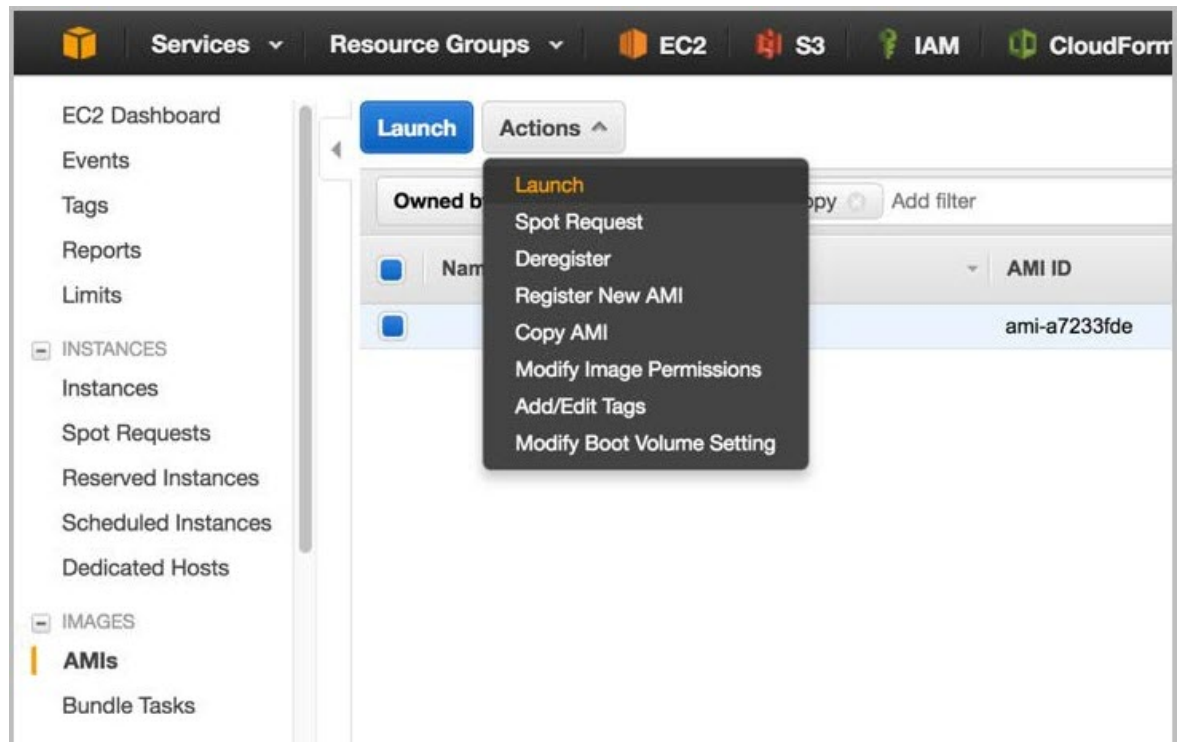 Services Resource Groups EC2 S3 IAM CloudForm
EC2 Dashboard
Events
Tags
Reports
Limits
INSTANCES
Instances
Spot Requests
Reserved Instances
Scheduled Instances
Dedicated Hosts
IMAGES
AMIs
Bundle Tasks
Launch Actions
Launch
Spot Request
Deregister
Register New AMI
Copy AMI
Modify Image Permissions
Add/Edit Tags
Modify Boot Volume Setting
Owned b opy Add filter
Nam AMI ID
ami-a7233fde